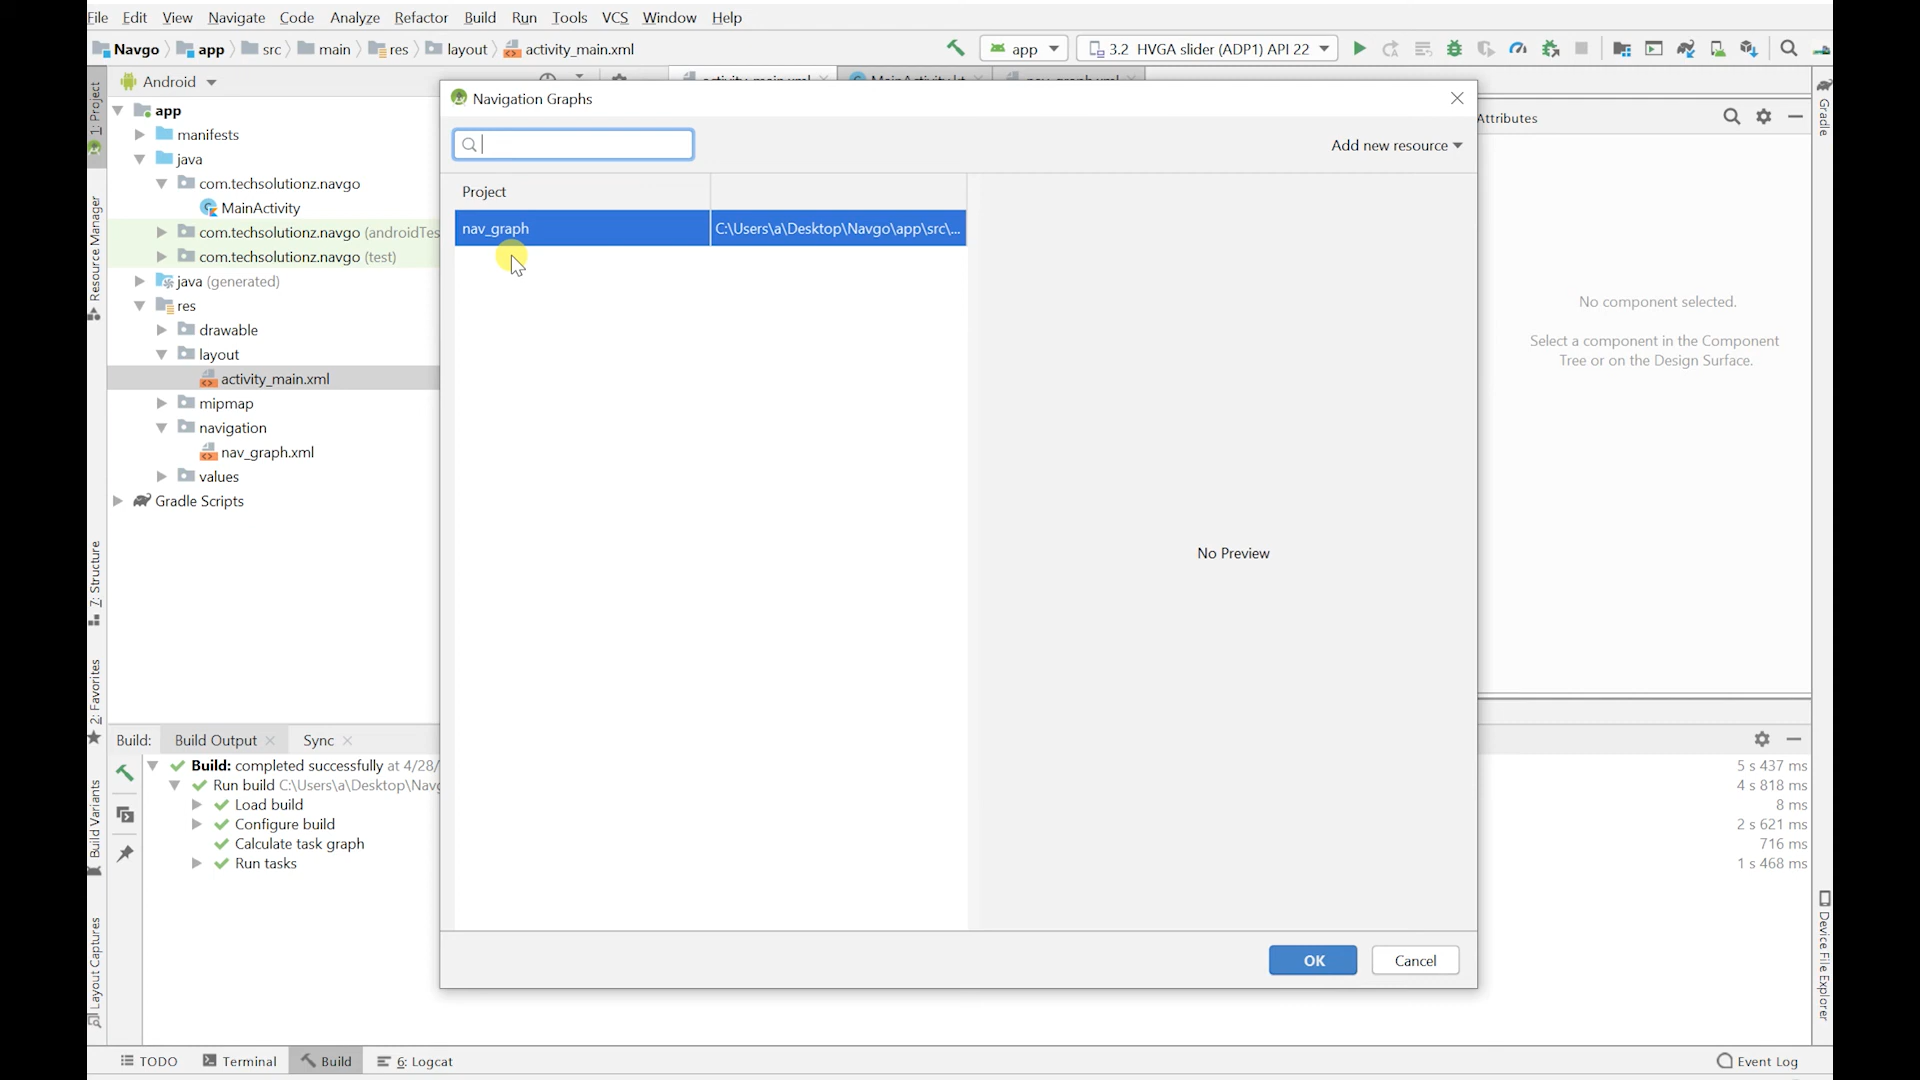 File Edit View Navigate Code Analyze Refactor Build Run Tools VCS Window Help
Navgo app src main res layout activity_main.xml app 3.2 HVGA slider (ADP1) API 22
Android
Navigation Graphs
Attributes
Add new resource
Project
nav_graph C:\Users\a\Desktop\Navgo\app\src\...
No Preview
OK Cancel
app
manifests
java
com.techsolutionz.navgo
MainActivity
com.techsolutionz.navgo (androidTes
com.techsolutionz.navgo (test)
java (generated)
res
drawable
layout
activity_main.xml
mipmap
navigation
nav_graph.xml
values
Gradle Scripts
No component selected.
Select a component in the Component
Tree or on the Design Surface.
1: Project
Resource Manager
7: Structure
2: Favorites
Build Variants
Layout Captures
Gradle
Device File Explorer
Build: Build Output Sync
Build: completed successfully at 4/28/ 5 s 437 ms
Run build C:\Users\a\Desktop\Navg 4 s 818 ms
Load build 8 ms
Configure build 2 s 621 ms
Calculate task graph 716 ms
Run tasks 1 s 468 ms
TODO Terminal Build 6: Logcat Event Log